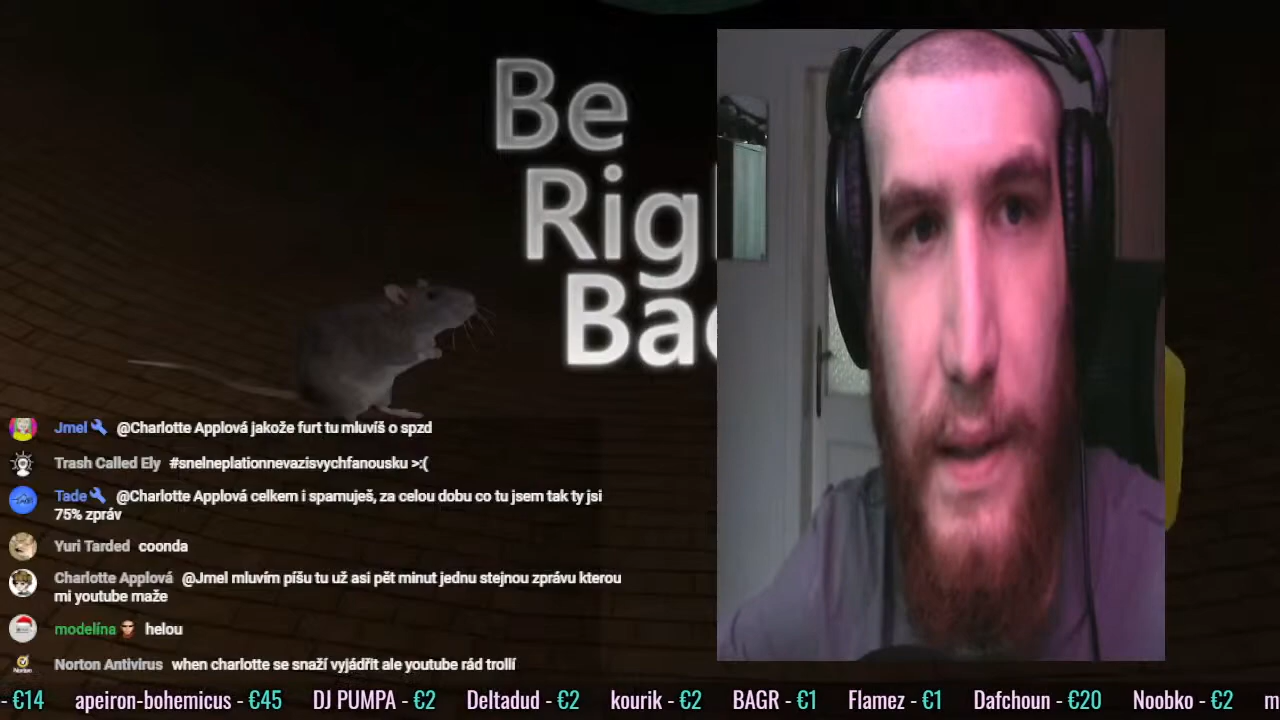 Be
Rig
Bac
Jmel @Charlotte Applová jakože furt tu mluvíš o spzd
Trash Called Ely #snelneplationnevazisvychfanousku >:(
Tade @Charlotte Applová celkem i spamuješ, za celou dobu co tu jsem tak ty jsi
75% zpráv
Yuri Tarded coonda
Charlotte Applová @Jmel mluvím píšu tu už asi pět minut jednu stejnou zprávu kterou
mi youtube maže
modelína helou
Norton Antivirus when charlotte se snaží vyjádřit ale youtube rád trollí
- €14 apeiron-bohemicus - €45 DJ PUMPA - €2 Deltadud - €2 kourik - €2 BAGR - €1 Flamez - €1 Dafchoun - €20 Noobko - €2 m